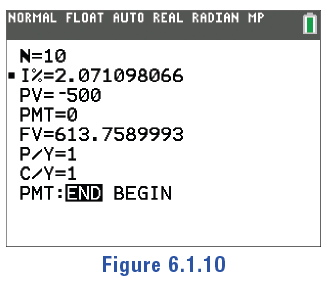 NORMAL FLOAT AUTO REAL RADIAN MP
N=10
I%=2.071098066
PV=-500
PMT=0
FV=613.7589993
P/Y=1
C/Y=1
PMT:END BEGIN
Figure 6.1.10